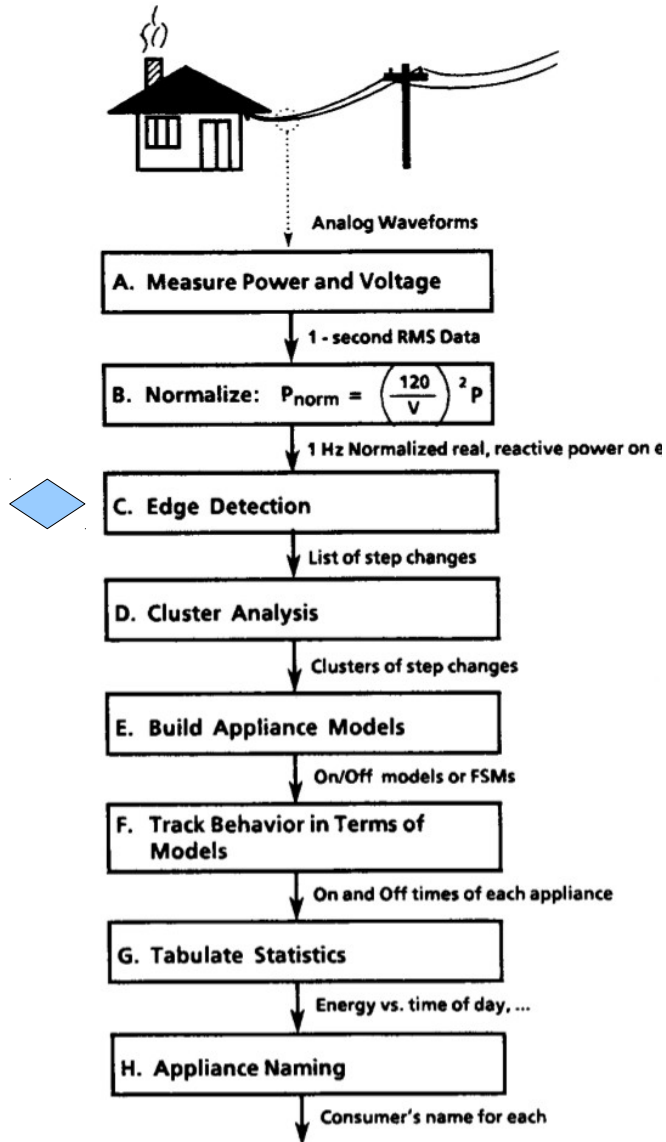 Analog Waveforms
A. Measure Power and Voltage
1 - second RMS Data
B. Normalize: Pnorm = (120/V)²P
1 Hz Normalized real, reactive power on e
C. Edge Detection
List of step changes
D. Cluster Analysis
Clusters of step changes
E. Build Appliance Models
On/Off models or FSMs
F. Track Behavior in Terms of
Models
On and Off times of each appliance
G. Tabulate Statistics
Energy vs. time of day, ...
H. Appliance Naming
Consumer's name for each